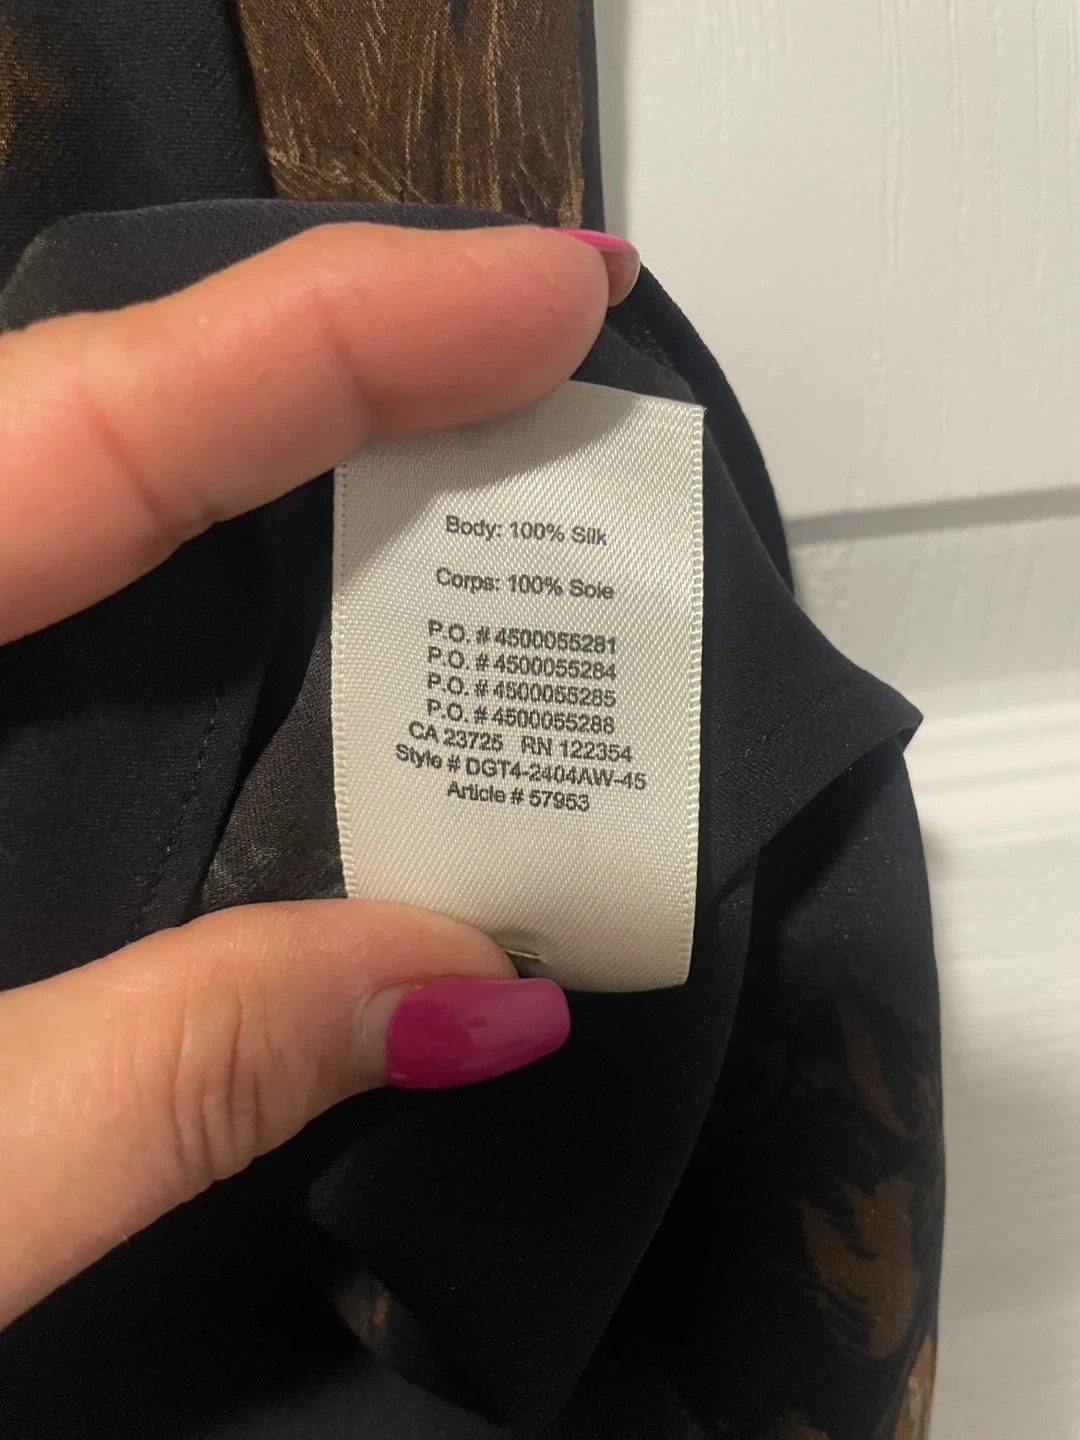 Body: 100% Silk
Corps: 100% Soie
P.O. # 4500055281
P.O. # 4500055284
P.O. # 4500055285
P.O. # 4500055288
CA 23725 RN 122354
Style # DGT4-2404AW-45
Article # 57953